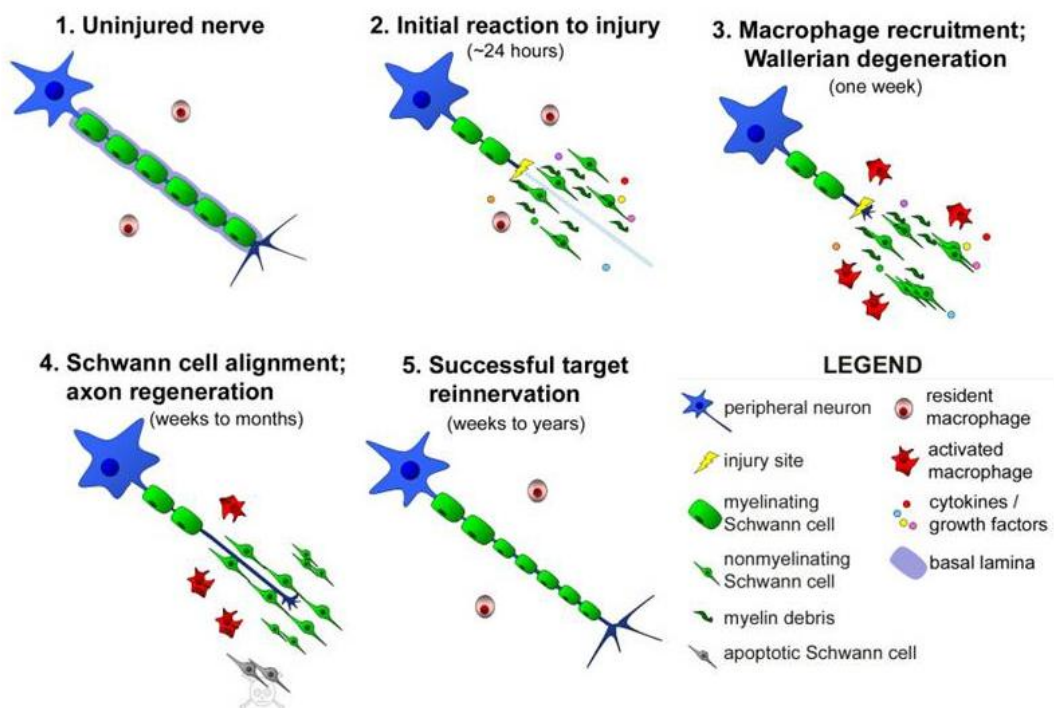 1. Uninjured nerve
2. Initial reaction to injury
(~24 hours)
3. Macrophage recruitment;
Wallerian degeneration
(one week)
4. Schwann cell alignment;
axon regeneration
(weeks to months)
5. Successful target
reinnervation
(weeks to years)
LEGEND
peripheral neuron
injury site
myelinating
Schwann cell
nonmyelinating
Schwann cell
myelin debris
apoptotic Schwann cell
resident
macrophage
activated
macrophage
cytokines /
growth factors
basal lamina